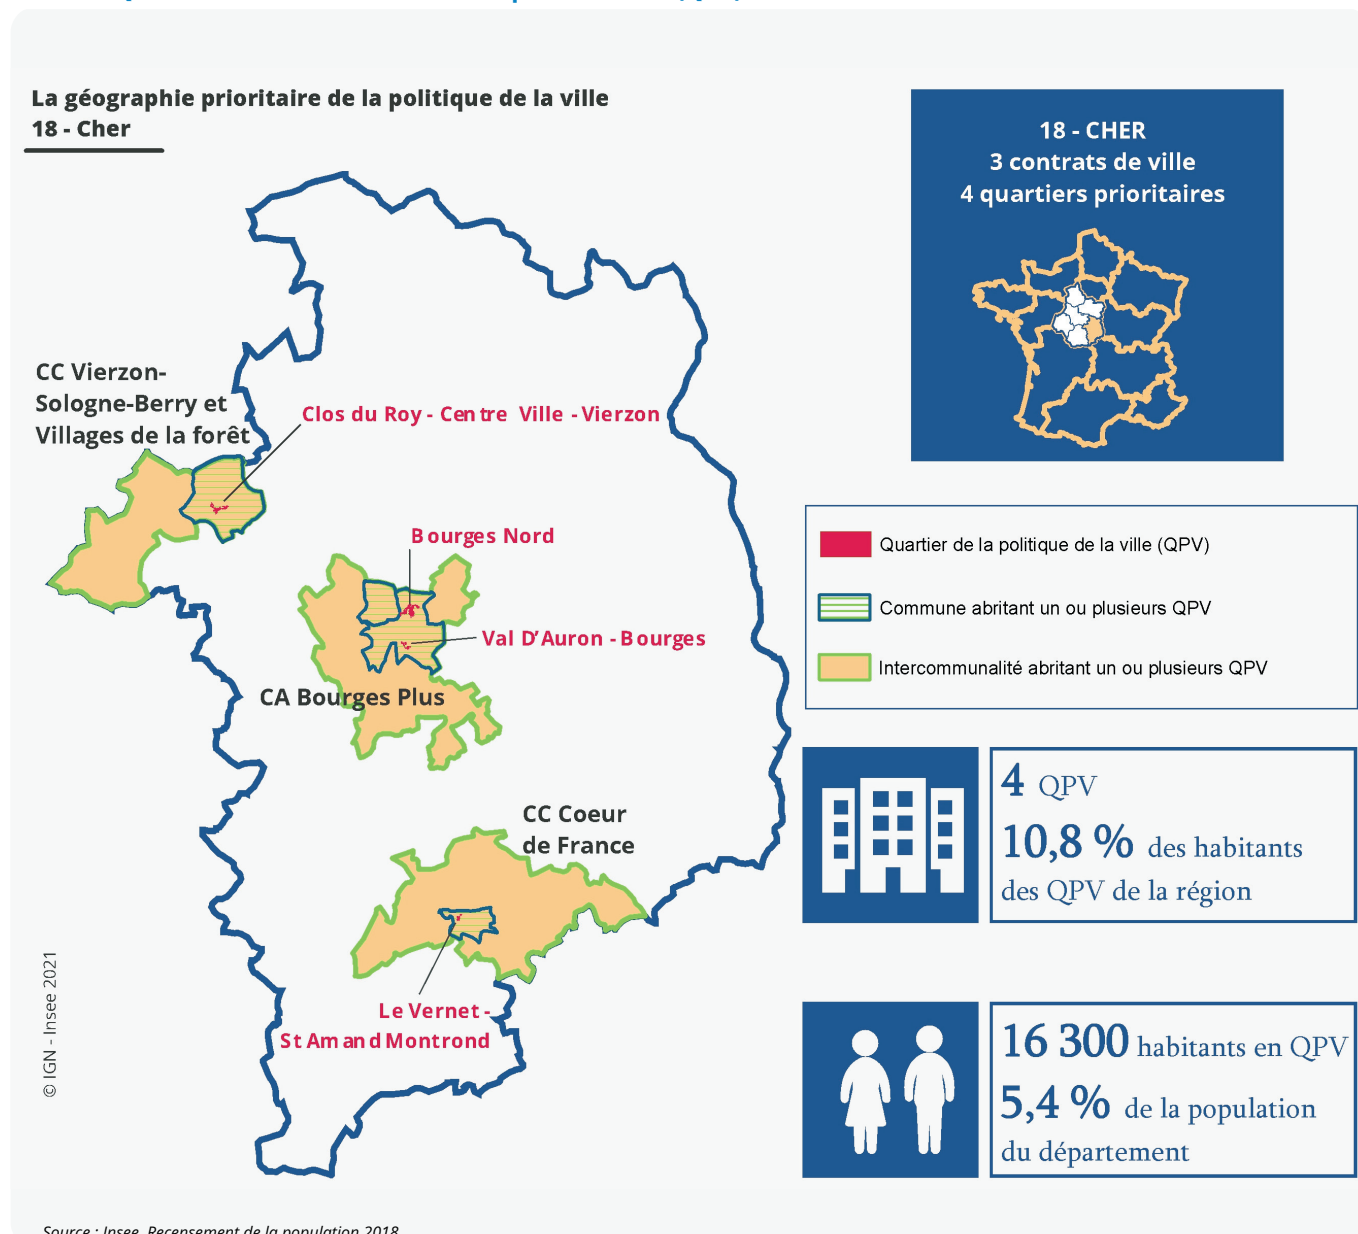 La géographie prioritaire de la politique de la ville
18 - Cher
18 - CHER
3 contrats de ville
4 quartiers prioritaires
CC Vierzon-
Sologne-Berry et
Villages de la forêt
Clos du Roy - Centre Ville - Vierzon
Bourges Nord
Val D'Auron - Bourges
CA Bourges Plus
CC Coeur
de France
Le Vernet -
St Amand Montrond
Quartier de la politique de la ville (QPV)
Commune abritant un ou plusieurs QPV
Intercommunalité abritant un ou plusieurs QPV
4 QPV
10,8 % des habitants
des QPV de la région
16 300 habitants en QPV
5,4 % de la population
du département
© IGN - Insee 2021
Source : Insee, Recensement de la population 2018